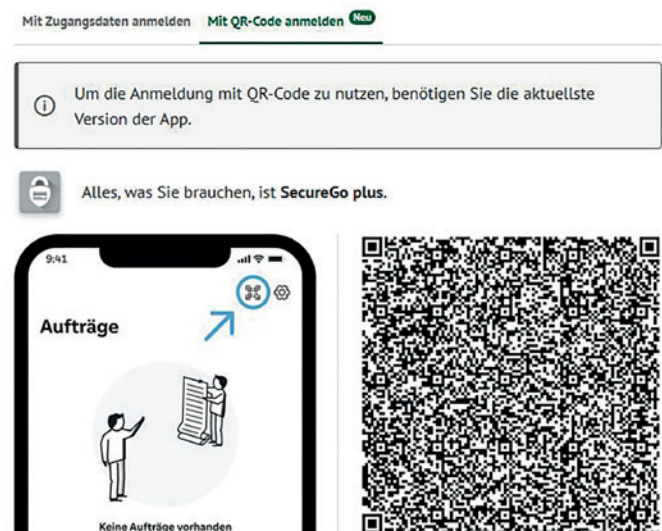 Mit Zugangsdaten anmelden Mit QR-Code anmelden Neu
Um die Anmeldung mit QR-Code zu nutzen, benötigen Sie die aktuellste
Version der App.
Alles, was Sie brauchen, ist SecureGo plus.
9:41
Aufträge
Keine Aufträge vorhanden